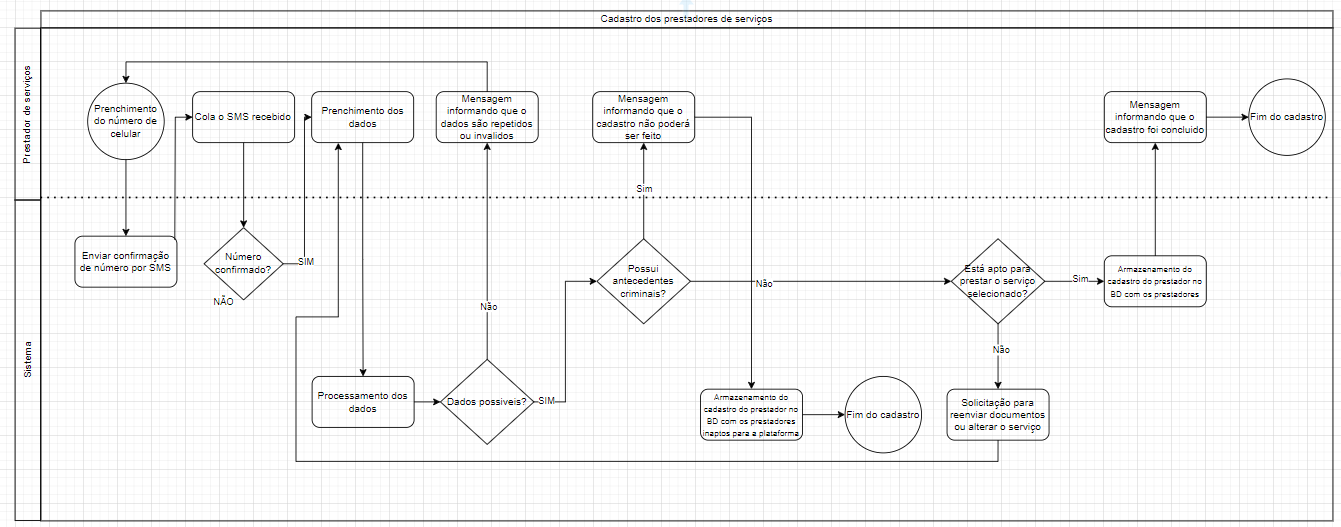 Cadastro dos prestadores de serviços
Prestador de serviços
Prenchimento
do número de
celular
Cola o SMS recebido
Prenchimento dos
dados
Mensagem
informando que o
dados são repetidos
ou invalidos
Mensagem
informando que o
cadastro não poderá
ser feito
Mensagem
informando que o
cadastro foi concluido
Fim do cadastro
Sim
Sistema
Enviar confirmação
de número por SMS
Número
confirmado?
SIM
NÃO
Possui
antecedentes
criminais?
Não
Não
Está apto para
prestar o serviço
selecionado?
Sim
Armazenamento do
cadastro do prestador no
BD com os prestadores
Não
Processamento dos
dados
Dados possiveis?
SIM
Armazenamento do
cadastro do prestador no
BD com os prestadores
inaptos para a plataforma
Fim do cadastro
Solicitação para
reenviar documentos
ou alterar o serviço